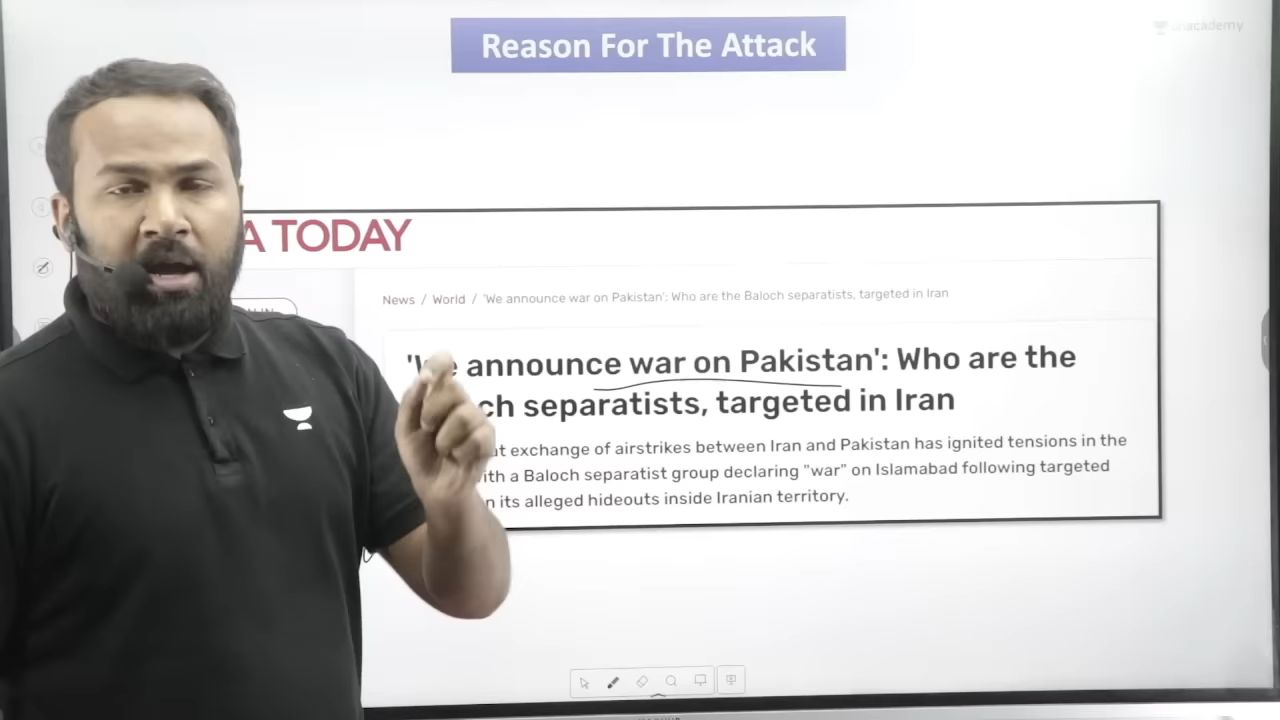 Reason For The Attack
unacademy
A TODAY
News / World / 'We announce war on Pakistan': Who are the Baloch separatists, targeted in Iran
'We announce war on Pakistan': Who are the
ch separatists, targeted in Iran
at exchange of airstrikes between Iran and Pakistan has ignited tensions in the
ith a Baloch separatist group declaring "war" on Islamabad following targeted
n its alleged hideouts inside Iranian territory.